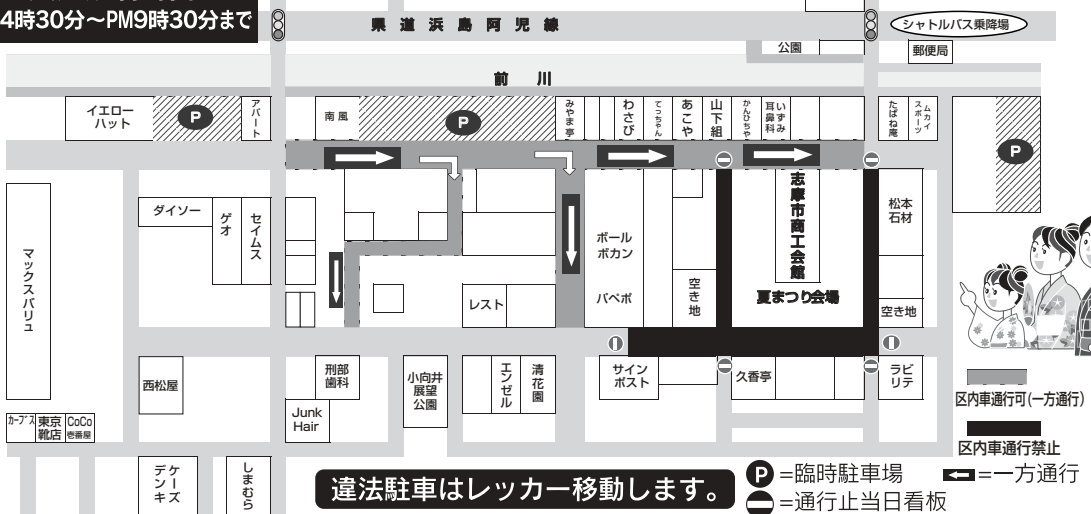 4時30分～PM9時30分まで
県道浜島阿児線
シャトルバス乗降場
公園
郵便局
前川
イエロー
ハット
P
アパート
南風
P
みやま亭
わさび
てっちゃん
あこや
山下組
かんぴちゃ
いずみ
耳鼻科
たばね庵
ムカイ
スポーツ
P
ダイソー
ゲオ
セイムス
マックスバリュ
ボール
ボカン
バペポ
レスト
空き地
志摩市商工会館
夏まつり会場
松本
石材
空き地
西松屋
刑部
歯科
小向井
展望
公園
エンゼル
清花園
サイン
ポスト
久香亭
ラビ
リテ
Junk
Hair
カーブス
東京
靴店
CoCo
壱番屋
ケーズ
デンキ
しまむら
区内車通行可(一方通行)
区内車通行禁止
P=臨時駐車場
=一方通行
=通行止当日看板
違法駐車はレッカー移動します。